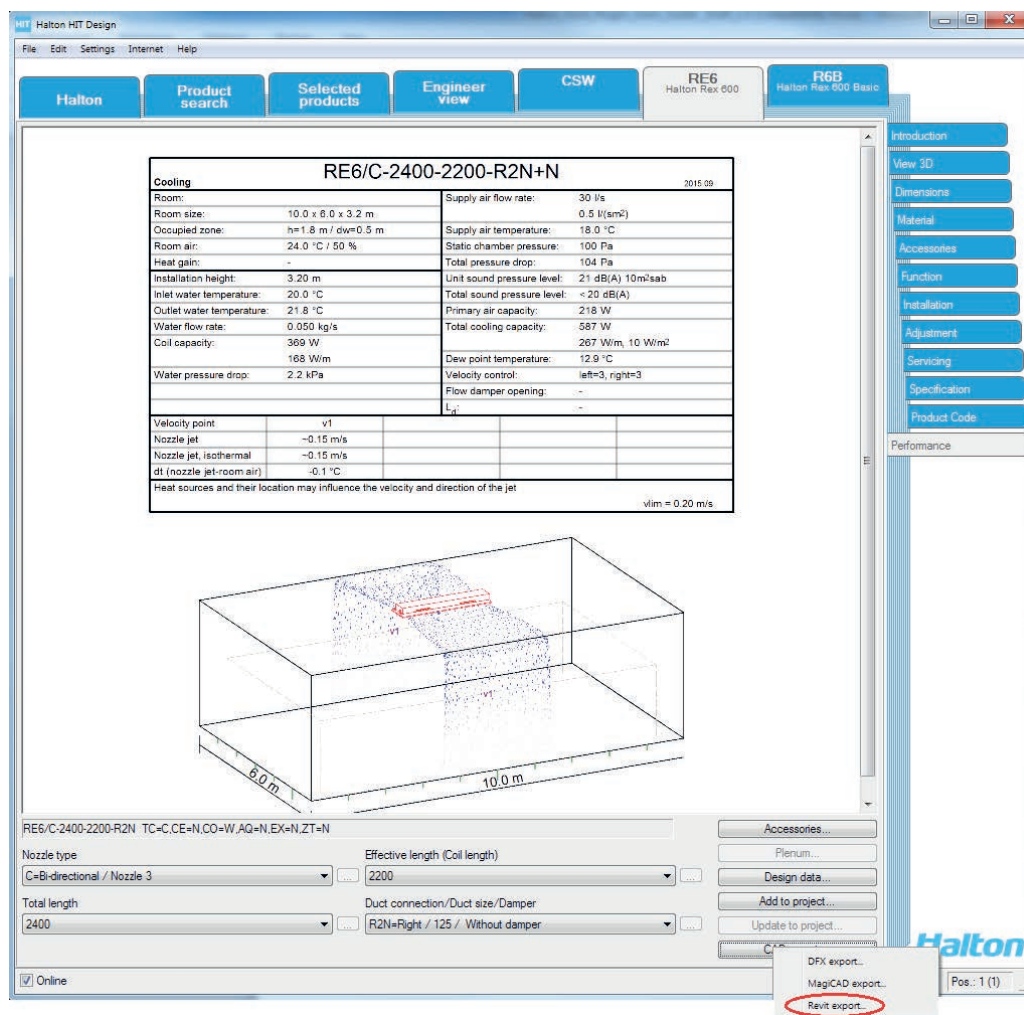 HIT Halton HIT Design
File Edit Settings Internet Help
Halton
Product search
Selected products
Engineer view
CSW
RE6 Halton Rex 600
R6B Halton Rex 600 Basic
Introduction
View 3D
Dimensions
Material
Accessories
Function
Installation
Adjustment
Servicing
Specification
Product Code
Performance
RE6/C-2400-2200-R2N+N
Cooling 2015.09
Room: Supply air flow rate: 30 l/s
Room size: 10.0 x 6.0 x 3.2 m 0.5 l/(sm2)
Occupied zone: h=1.8 m / dw=0.5 m Supply air temperature: 18.0 °C
Room air: 24.0 °C / 50 % Static chamber pressure: 100 Pa
Heat gain: - Total pressure drop: 104 Pa
Installation height: 3.20 m Unit sound pressure level: 21 dB(A) 10m2sab
Inlet water temperature: 20.0 °C Total sound pressure level: < 20 dB(A)
Outlet water temperature: 21.8 °C Primary air capacity: 218 W
Water flow rate: 0.050 kg/s Total cooling capacity: 587 W
Coil capacity: 369 W 267 W/m, 10 W/m2
168 W/m Dew point temperature: 12.9 °C
Water pressure drop: 2.2 kPa Velocity control: left=3, right=3
Flow damper opening: -
Ld: -
Velocity point v1
Nozzle jet ~0.15 m/s
Nozzle jet, isothermal ~0.15 m/s
dt (nozzle jet-room air) -0.1 °C
Heat sources and their location may influence the velocity and direction of the jet
vlim = 0.20 m/s
v1
v1
6.0 m
10.0 m
RE6/C-2400-2200-R2N TC=C,CE=N,CO=W,AQ=N,EX=N,ZT=N
Nozzle type
C=Bi-directional / Nozzle 3
...
Effective length (Coil length)
2200
...
Total length
2400
...
Duct connection/Duct size/Damper
R2N=Right / 125 / Without damper
...
Accessories...
Plenum...
Design data...
Add to project...
Update to project...
DFX export...
MagiCAD export...
Revit export...
Halton
Online
Pos.: 1 (1)